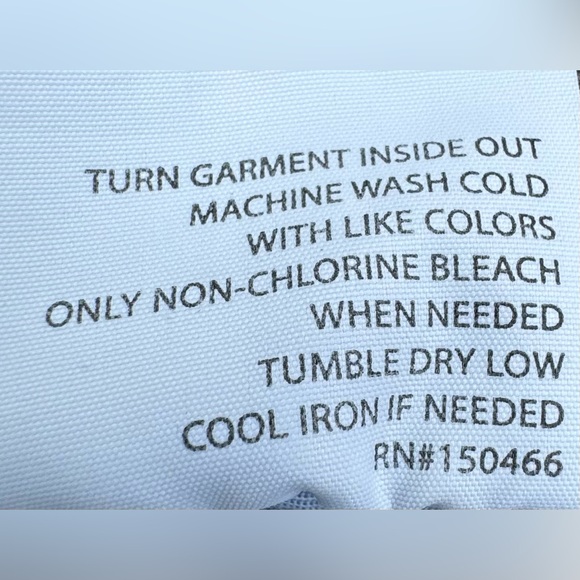 TURN GARMENT INSIDE OUT
MACHINE WASH COLD
WITH LIKE COLORS
ONLY NON-CHLORINE BLEACH
WHEN NEEDED
TUMBLE DRY LOW
COOL IRON IF NEEDED
RN#150466